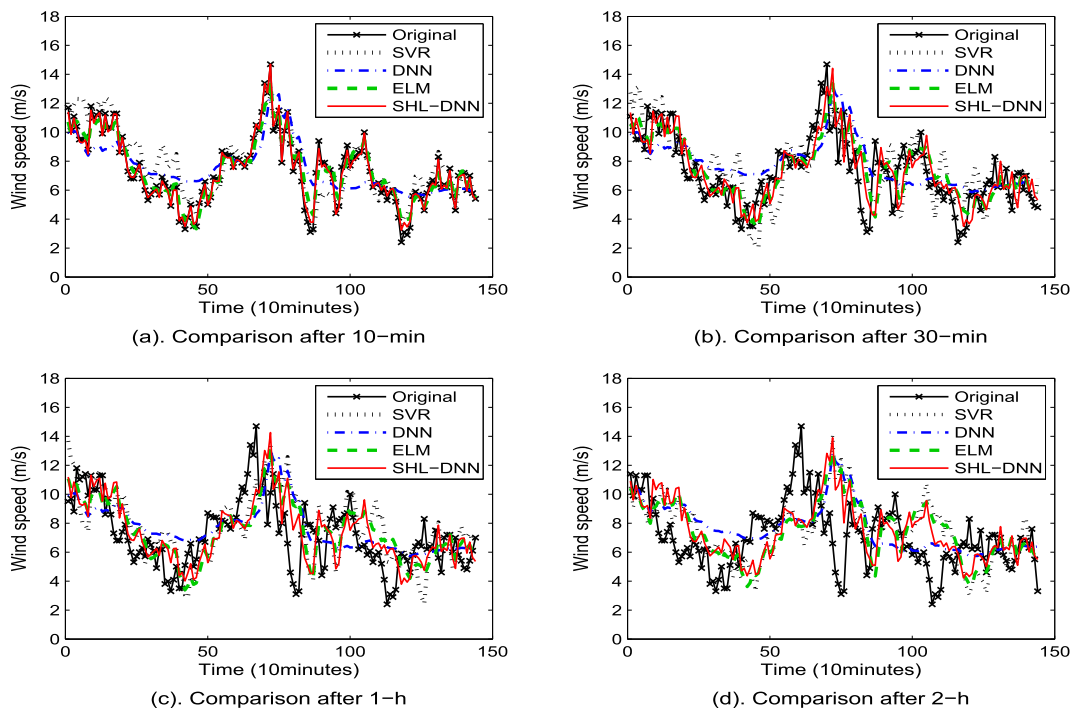 18
16
14
12
10
8
6
4
2
0
Wind speed (m/s)
Original
SVR
DNN
ELM
SHL−DNN
0 50 100 150
Time (10minutes)
(a). Comparison after 10−min
18
16
14
12
10
8
6
4
2
0
Wind speed (m/s)
Original
SVR
DNN
ELM
SHL−DNN
0 50 100 150
Time (10minutes)
(b). Comparison after 30−min
18
16
14
12
10
8
6
4
2
0
Wind speed (m/s)
Original
SVR
DNN
ELM
SHL−DNN
0 50 100 150
Time (10minutes)
(c). Comparison after 1−h
18
16
14
12
10
8
6
4
2
0
Wind speed (m/s)
Original
SVR
DNN
ELM
SHL−DNN
0 50 100 150
Time (10minutes)
(d). Comparison after 2−h